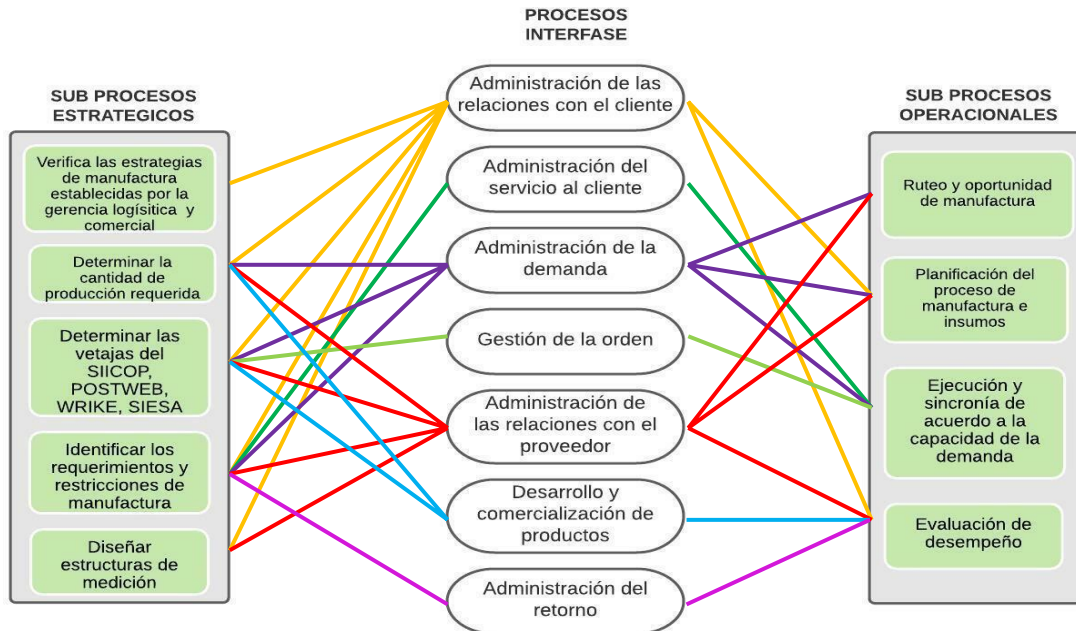 PROCESOS
INTERFASE
SUB PROCESOS
ESTRATEGICOS
Verifica las estrategias
de manufactura
establecidas por la
gerencia logísitica y
comercial
Determinar la
cantidad de
producción requerida
Determinar las
vetajas del
SIICOP,
POSTWEB,
WRIKE, SIESA
Identificar los
requerimientos y
restricciones de
manufactura
Diseñar
estructuras de
medición
Administración de las
relaciones con el cliente
Administración del
servicio al cliente
Administración de la
demanda
Gestión de la orden
Administración de
las relaciones con el
proveedor
Desarrollo y
comercialización de
productos
Administración del
retorno
SUB PROCESOS
OPERACIONALES
Ruteo y oportunidad
de manufactura
Planificación del
proceso de
manufactura e
insumos
Ejecución y
sincronía de
acuerdo a la
capacidad de la
demanda
Evaluación de
desempeño